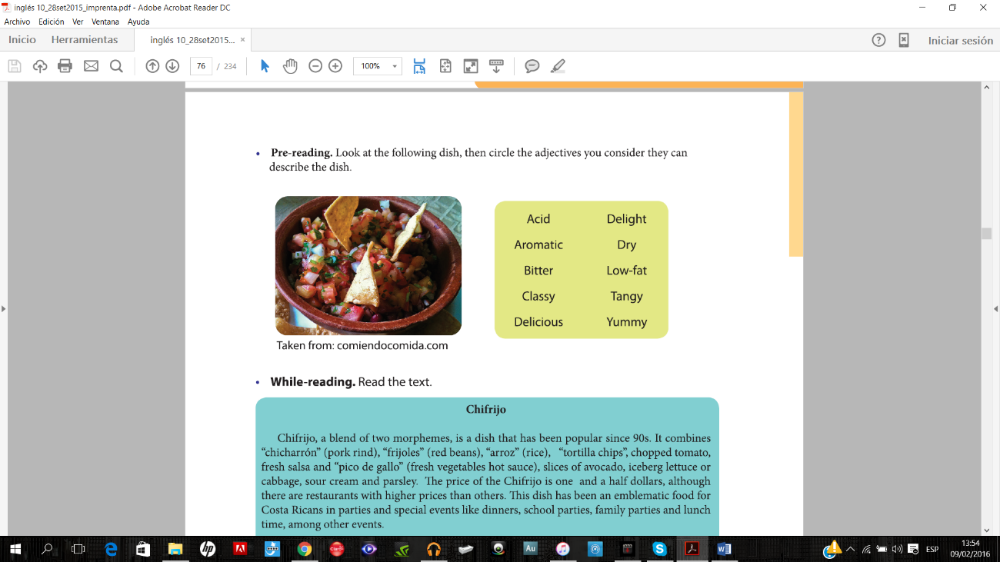 inglés 10_28set2015_imprenta.pdf - Adobe Acrobat Reader DC
Archivo Edición Ver Ventana Ayuda
Inicio Herramientas inglés 10_28set2015... × Iniciar sesión
76 / 234 100%
• Pre-reading. Look at the following dish, then circle the adjectives you consider they can
describe the dish.
Acid Delight
Aromatic Dry
Bitter Low-fat
Classy Tangy
Delicious Yummy
Taken from: comiendocomida.com
• While-reading. Read the text.
Chifrijo
Chifrijo, a blend of two morphemes, is a dish that has been popular since 90s. It combines
“chicharrón” (pork rind), “frijoles” (red beans), “arroz” (rice), “tortilla chips”, chopped tomato,
fresh salsa and “pico de gallo” (fresh vegetables hot sauce), slices of avocado, iceberg lettuce or
cabbage, sour cream and parsley. The price of the Chifrijo is one and a half dollars, although
there are restaurants with higher prices than others. This dish has been an emblematic food for
Costa Ricans in parties and special events like dinners, school parties, family parties and lunch
time, among other events.
hp Au ESP 13:54
09/02/2016